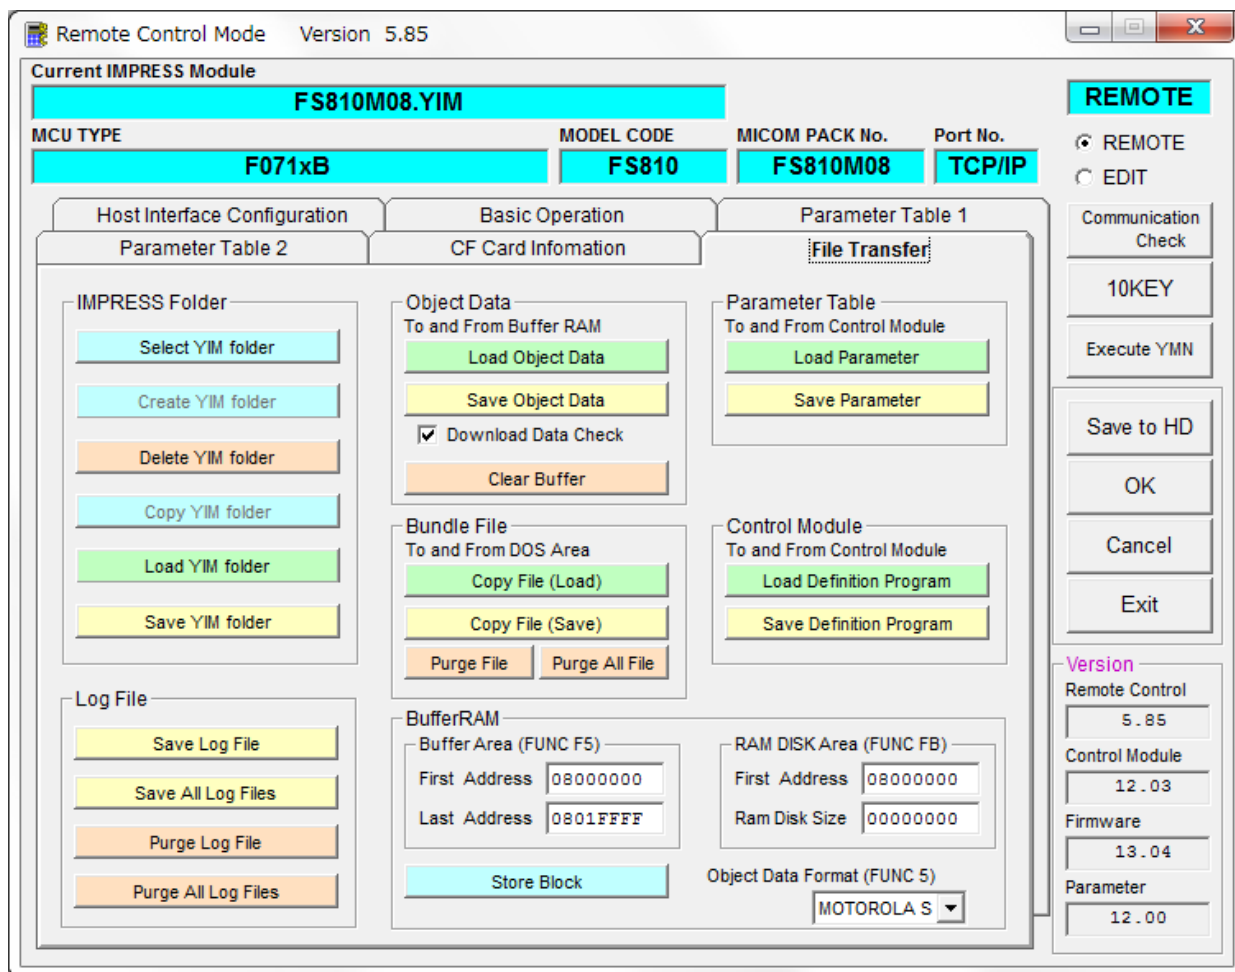 Remote Control Mode Version 5.85
Current IMPRESS Module
FS810M08.YIM
REMOTE
MCU TYPE
MODEL CODE
MICOM PACK No.
Port No.
F071xB
FS810
FS810M08
TCP/IP
REMOTE
EDIT
Host Interface Configuration
Basic Operation
Parameter Table 1
Parameter Table 2
CF Card Infomation
File Transfer
Communication
Check
10KEY
Execute YMN
Save to HD
OK
Cancel
Exit
IMPRESS Folder
Select YIM folder
Create YIM folder
Delete YIM folder
Copy YIM folder
Load YIM folder
Save YIM folder
Object Data
To and From Buffer RAM
Load Object Data
Save Object Data
Download Data Check
Clear Buffer
Parameter Table
To and From Control Module
Load Parameter
Save Parameter
Bundle File
To and From DOS Area
Copy File (Load)
Copy File (Save)
Purge File
Purge All File
Control Module
To and From Control Module
Load Definition Program
Save Definition Program
Log File
Save Log File
Save All Log Files
Purge Log File
Purge All Log Files
BufferRAM
Buffer Area (FUNC F5)
First Address 08000000
Last Address 0801FFFF
Store Block
RAM DISK Area (FUNC FB)
First Address 08000000
Ram Disk Size 00000000
Object Data Format (FUNC 5)
MOTOROLA S
Version
Remote Control
5.85
Control Module
12.03
Firmware
13.04
Parameter
12.00